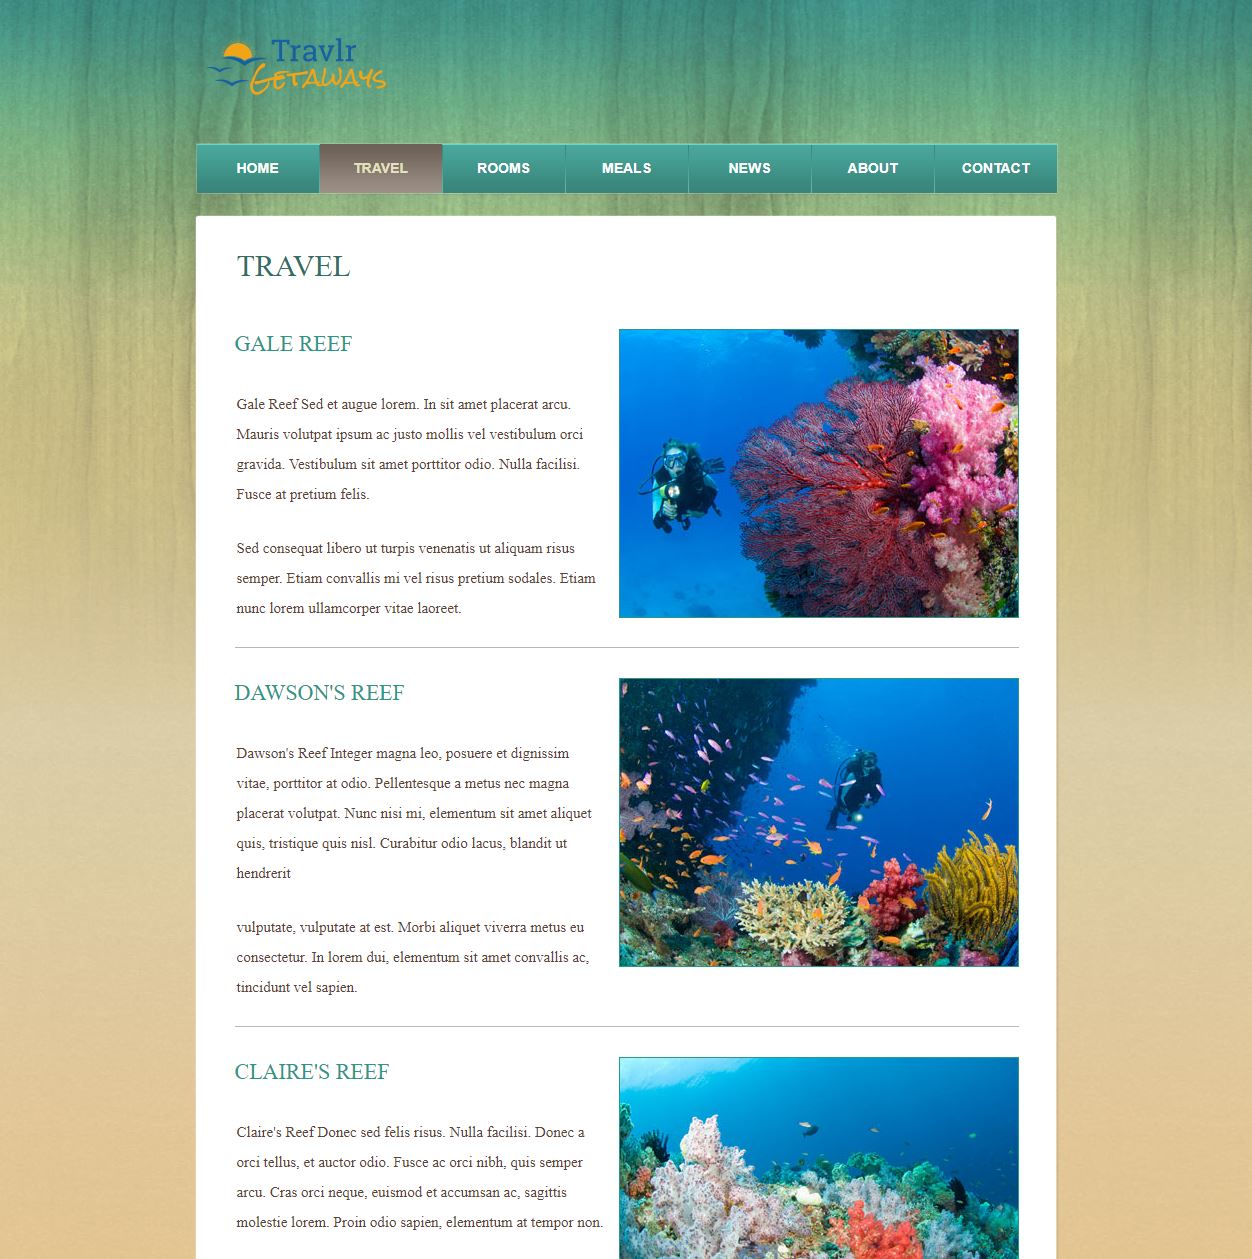 Travlr
Getaways
HOME TRAVEL ROOMS MEALS NEWS ABOUT CONTACT
TRAVEL
GALE REEF
Gale Reef Sed et augue lorem. In sit amet placerat arcu.
Mauris volutpat ipsum ac justo mollis vel vestibulum orci
gravida. Vestibulum sit amet porttitor odio. Nulla facilisi.
Fusce at pretium felis.
Sed consequat libero ut turpis venenatis ut aliquam risus
semper. Etiam convallis mi vel risus pretium sodales. Etiam
nunc lorem ullamcorper vitae laoreet.
DAWSON'S REEF
Dawson's Reef Integer magna leo, posuere et dignissim
vitae, porttitor at odio. Pellentesque a metus nec magna
placerat volutpat. Nunc nisi mi, elementum sit amet aliquet
quis, tristique quis nisl. Curabitur odio lacus, blandit ut
hendrerit
vulputate, vulputate at est. Morbi aliquet viverra metus eu
consectetur. In lorem dui, elementum sit amet convallis ac,
tincidunt vel sapien.
CLAIRE'S REEF
Claire's Reef Donec sed felis risus. Nulla facilisi. Donec a
orci tellus, et auctor odio. Fusce ac orci nibh, quis semper
arcu. Cras orci neque, euismod et accumsan ac, sagittis
molestie lorem. Proin odio sapien, elementum at tempor non.